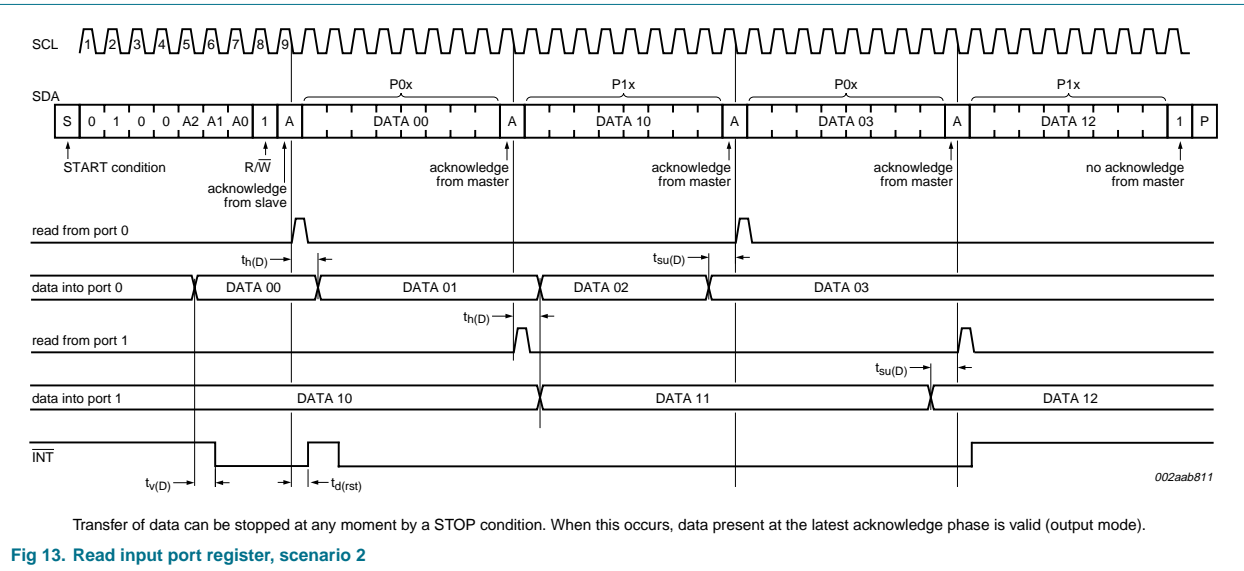 SCL 1 2 3 4 5 6 7 8 9
P0x P1x P0x P1x
SDA
S 0 1 0 0 A2 A1 A0 1 A DATA 00 A DATA 10 A DATA 03 A DATA 12 1 P
START condition R/W acknowledge from slave acknowledge from master acknowledge from master acknowledge from master no acknowledge from master
read from port 0
th(D) tsu(D)
data into port 0 DATA 00 DATA 01 DATA 02 DATA 03
th(D)
read from port 1
tsu(D)
data into port 1 DATA 10 DATA 11 DATA 12
INT
tv(D) td(rst)
002aab811
Transfer of data can be stopped at any moment by a STOP condition. When this occurs, data present at the latest acknowledge phase is valid (output mode).
Fig 13. Read input port register, scenario 2